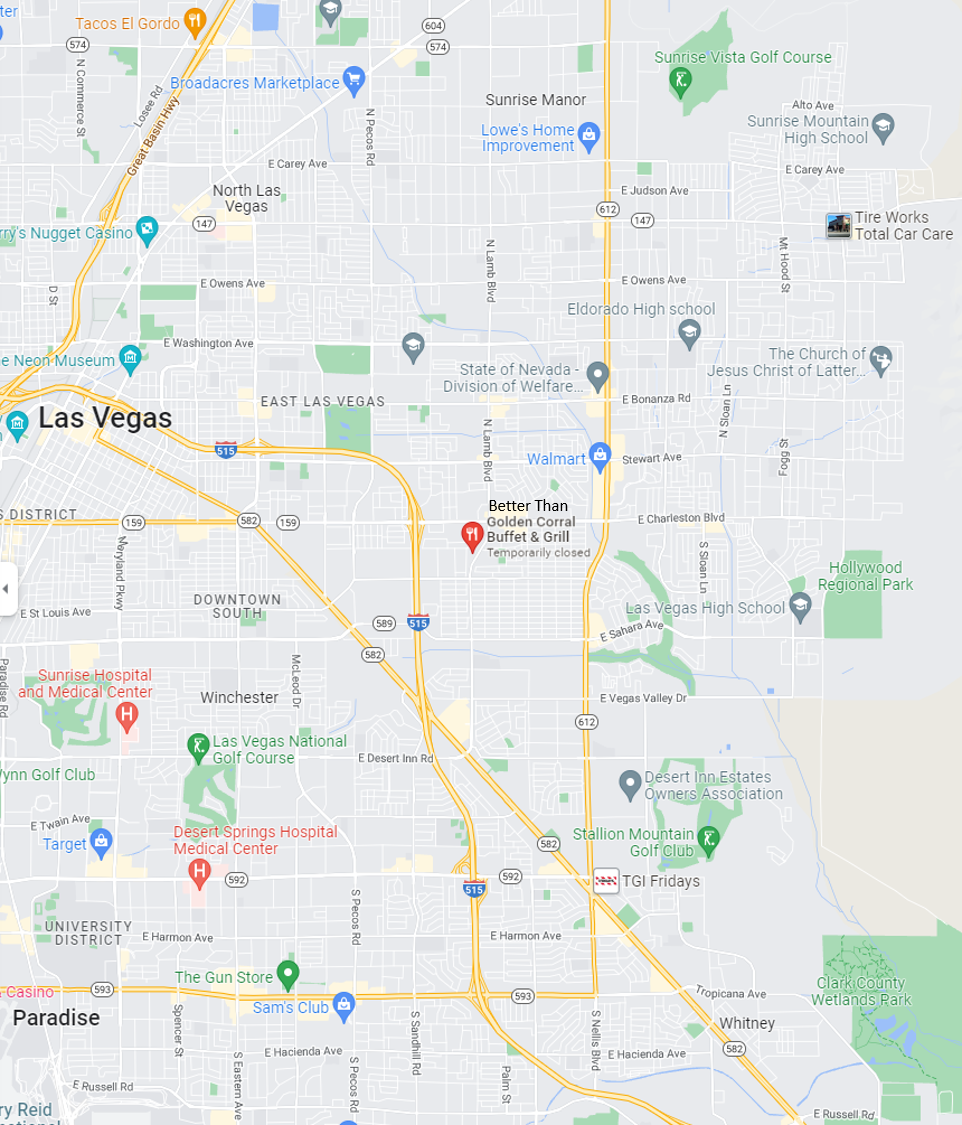 ter
Tacos El Gordo
604
574
574
N Commerce St
Losee Rd
Great Basin Hwy
Broadacres Marketplace
N Pecos Rd
Sunrise Vista Golf Course
Sunrise Manor
Lowe's Home
Improvement
Alto Ave
Sunrise Mountain
High School
E Carey Ave
E Carey Ave
North Las
Vegas
E Judson Ave
612
147
147
rry's Nugget Casino
Tire Works
Total Car Care
N Lamb Blvd
Mt Hood St
E Owens Ave
E Owens Ave
D St
Eldorado High school
E Washington Ave
e Neon Museum
State of Nevada -
Division of Welfare...
The Church of
Jesus Christ of Latter...
EAST LAS VEGAS
E Bonanza Rd
N Sloan Ln
Las Vegas
N Lamb Blvd
515
Walmart
Stewart Ave
Fogg St
Better Than
Golden Corral
Buffet & Grill
Temporarily closed
S DISTRICT
159
582
159
E Charleston Blvd
Maryland Pkwy
S Sloan Ln
Hollywood
Regional Park
DOWNTOWN
SOUTH
E St Louis Ave
Las Vegas High School
589
515
E Sahara Ave
582
Paradise Rd
Sunrise Hospital
and Medical Center
McLeod Dr
Winchester
E Vegas Valley Dr
612
Las Vegas National
Golf Course
E Desert Inn Rd
Wynn Golf Club
Desert Inn Estates
Owners Association
E Twain Ave
Target
Desert Springs Hospital
Medical Center
Stallion Mountain
Golf Club
582
592
592
515
TGI Fridays
S Pecos Rd
UNIVERSITY
DISTRICT
E Harmon Ave
E Harmon Ave
The Gun Store
Clark County
Wetlands Park
Casino
593
593
Tropicana Ave
Sam's Club
Paradise
Spencer St
S Sandhill Rd
S Nellis Blvd
Whitney
582
E Hacienda Ave
E Hacienda Ave
S Eastern Ave
S Pecos Rd
Palm St
E Russell Rd
E Russell Rd
ry Reid